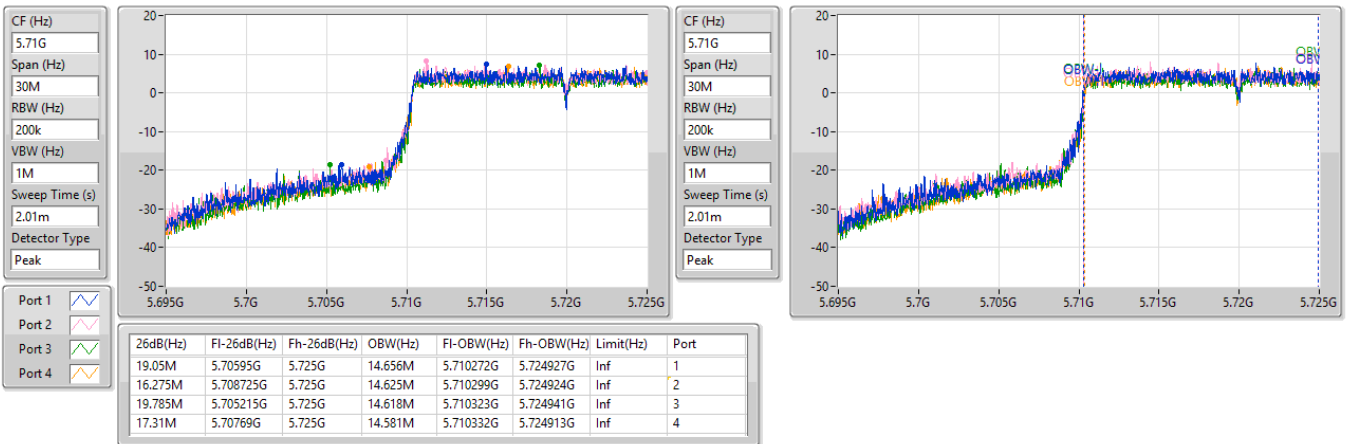 CF (Hz)
5.71G
Span (Hz)
30M
RBW (Hz)
200k
VBW (Hz)
1M
Sweep Time (s)
2.01m
Detector Type
Peak
20
10
0
-10
-20
-30
-40
-50
5.695G 5.7G 5.705G 5.71G 5.715G 5.72G 5.725G
CF (Hz)
5.71G
Span (Hz)
30M
RBW (Hz)
200k
VBW (Hz)
1M
Sweep Time (s)
2.01m
Detector Type
Peak
20
10
0
-10
-20
-30
-40
-50
OBW-
OBW
OBW
OBW
5.695G 5.7G 5.705G 5.71G 5.715G 5.72G 5.725G
Port 1
Port 2
Port 3
Port 4
26dB(Hz) Fl-26dB(Hz) Fh-26dB(Hz) OBW(Hz) Fl-OBW(Hz) Fh-OBW(Hz) Limit(Hz) Port
19.05M 5.70595G 5.725G 14.656M 5.710272G 5.724927G Inf 1
16.275M 5.708725G 5.725G 14.625M 5.710299G 5.724924G Inf 2
19.785M 5.705215G 5.725G 14.618M 5.710323G 5.724941G Inf 3
17.31M 5.70769G 5.725G 14.581M 5.710332G 5.724913G Inf 4